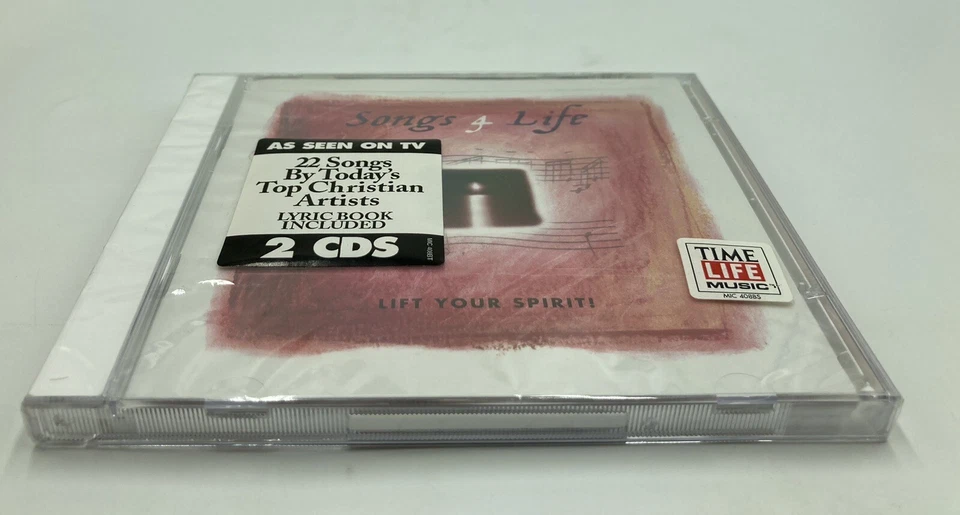 Songs 4 Life
AS SEEN ON TV
22 Songs
By Today's
Top Christian
Artists
LYRIC BOOK
INCLUDED
2 CDS
LIFT YOUR SPIRIT!
TIME
LIFE
MUSIC
MIC 4088S